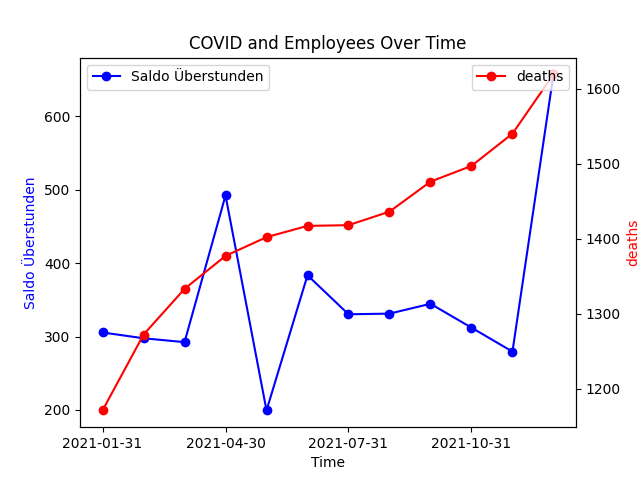 COVID and Employees Over Time
Saldo Überstunden
deaths
600
500
400
300
200
Saldo Überstunden
1600
1500
1400
1300
1200
deaths
2021-01-31 2021-04-30 2021-07-31 2021-10-31
Time